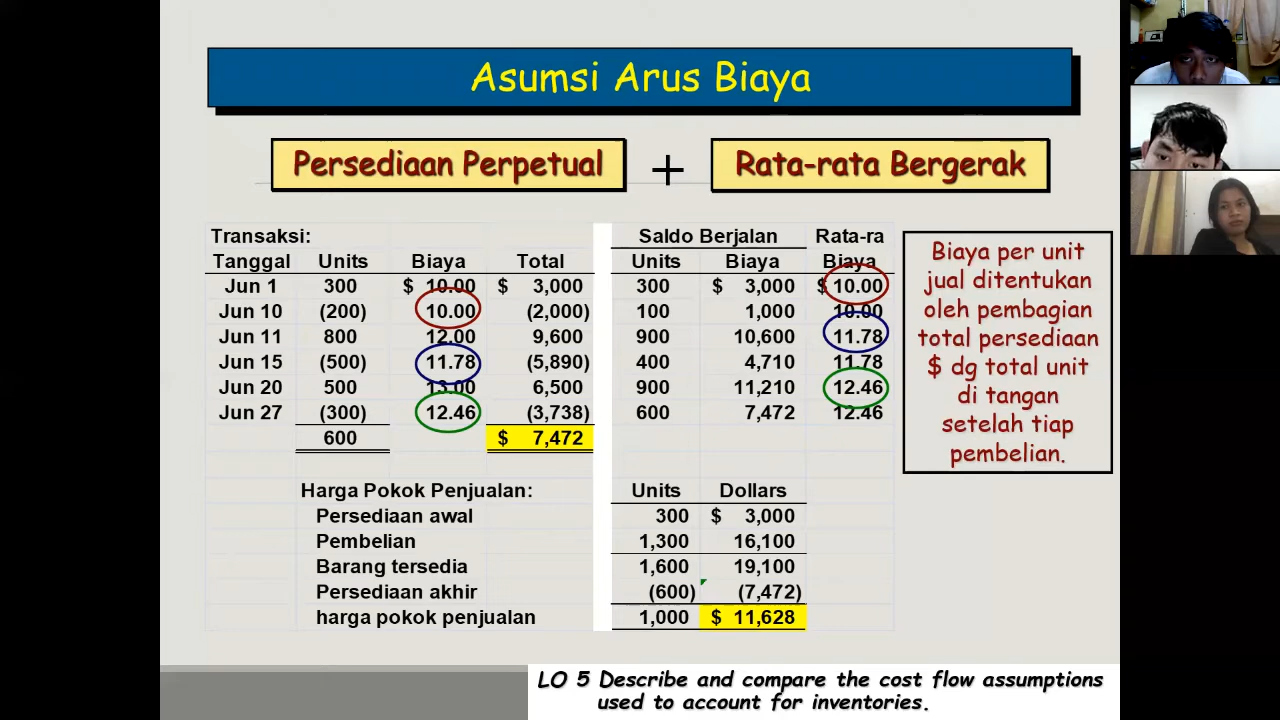 Asumsi Arus Biaya
Persediaan Perpetual + Rata-rata Bergerak
Transaksi: Saldo Berjalan Rata-ra
Tanggal Units Biaya Total Units Biaya Biaya
Jun 1 300 $ 10.00 $ 3,000 300 $ 3,000 $ 10.00
Jun 10 (200) 10.00 (2,000) 100 1,000 10.00
Jun 11 800 12.00 9,600 900 10,600 11.78
Jun 15 (500) 11.78 (5,890) 400 4,710 11.78
Jun 20 500 13.00 6,500 900 11,210 12.46
Jun 27 (300) 12.46 (3,738) 600 7,472 12.46
600 $ 7,472
Biaya per unit
jual ditentukan
oleh pembagian
total persediaan
$ dg total unit
di tangan
setelah tiap
pembelian.
Harga Pokok Penjualan: Units Dollars
Persediaan awal 300 $ 3,000
Pembelian 1,300 16,100
Barang tersedia 1,600 19,100
Persediaan akhir (600) (7,472)
harga pokok penjualan 1,000 $ 11,628
LO 5 Describe and compare the cost flow assumptions
used to account for inventories.